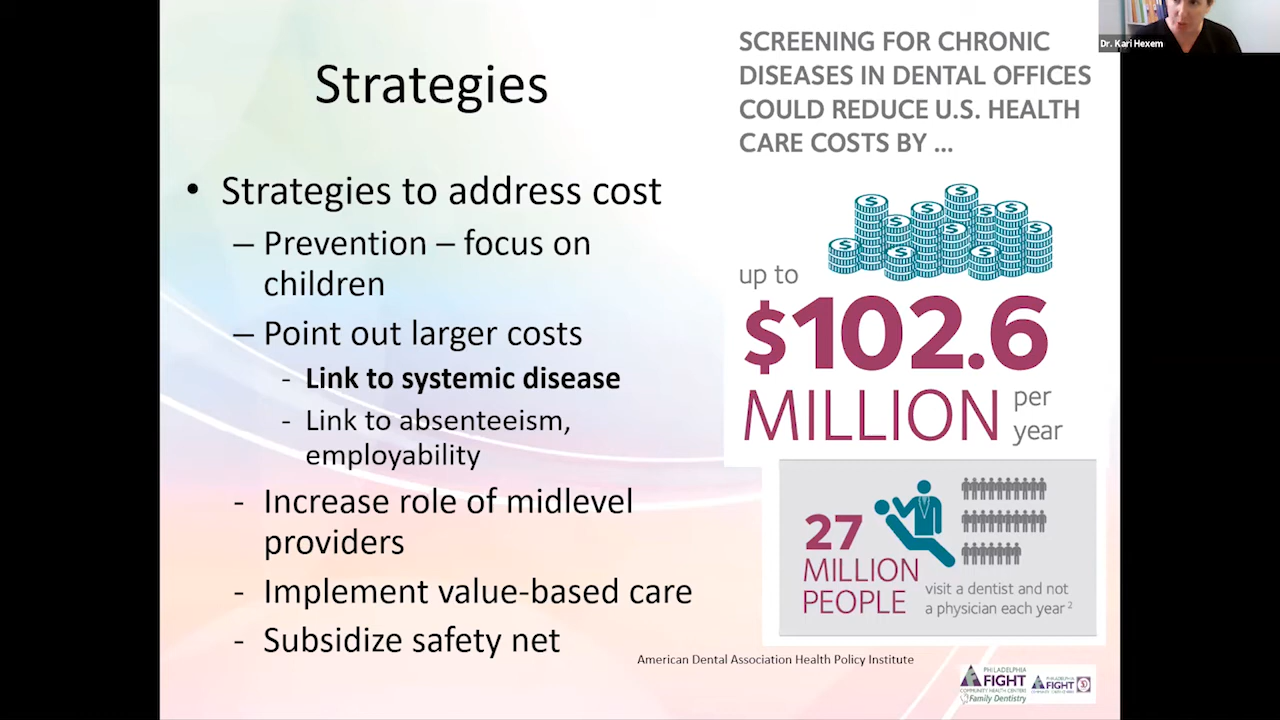 Strategies
• Strategies to address cost
– Prevention – focus on
children
– Point out larger costs
- Link to systemic disease
- Link to absenteeism,
employability
- Increase role of midlevel
providers
- Implement value-based care
- Subsidize safety net
SCREENING FOR CHRONIC
DISEASES IN DENTAL OFFICES
COULD REDUCE U.S. HEALTH
CARE COSTS BY ...
up to
$102.6
MILLION per
year
27
MILLION
PEOPLE
visit a dentist and not
a physician each year 2
American Dental Association Health Policy Institute
PHILADELPHIA
FIGHT
COMMUNITY HEALTH CENTERS
Family Dentistry
FIGHT
Dr. Kari Hexem